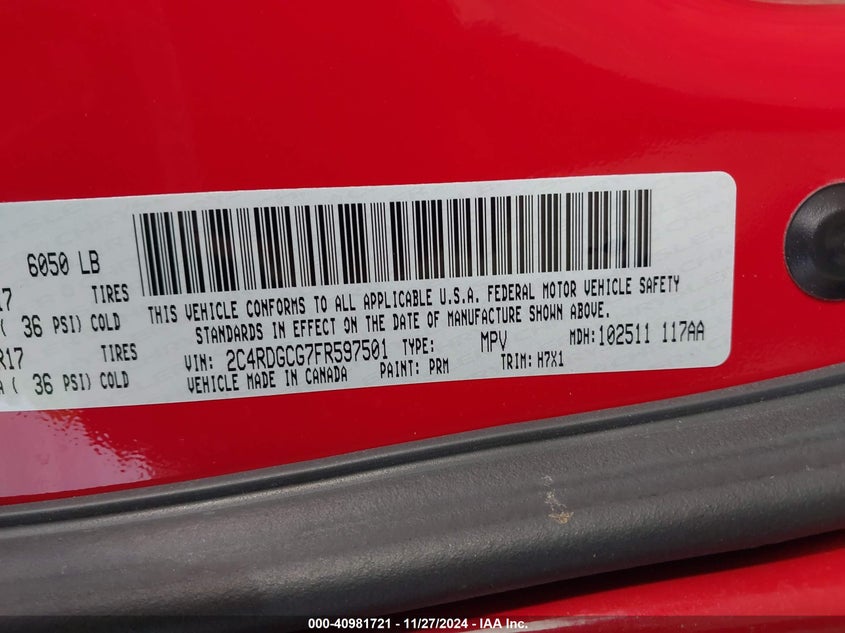 6050 LB
17 TIRES
( 36 PSI) COLD
R17 TIRES
A ( 36 PSI) COLD
THIS VEHICLE CONFORMS TO ALL APPLICABLE U.S.A. FEDERAL MOTOR VEHICLE SAFETY
STANDARDS IN EFFECT ON THE DATE OF MANUFACTURE SHOWN ABOVE.
VIN: 2C4RDGCG7FR597501 TYPE: MPV MDH: 102511 117AA
VEHICLE MADE IN CANADA PAINT: PRM TRIM: H7X1
000-40981721 - 11/27/2024 - IAA Inc.